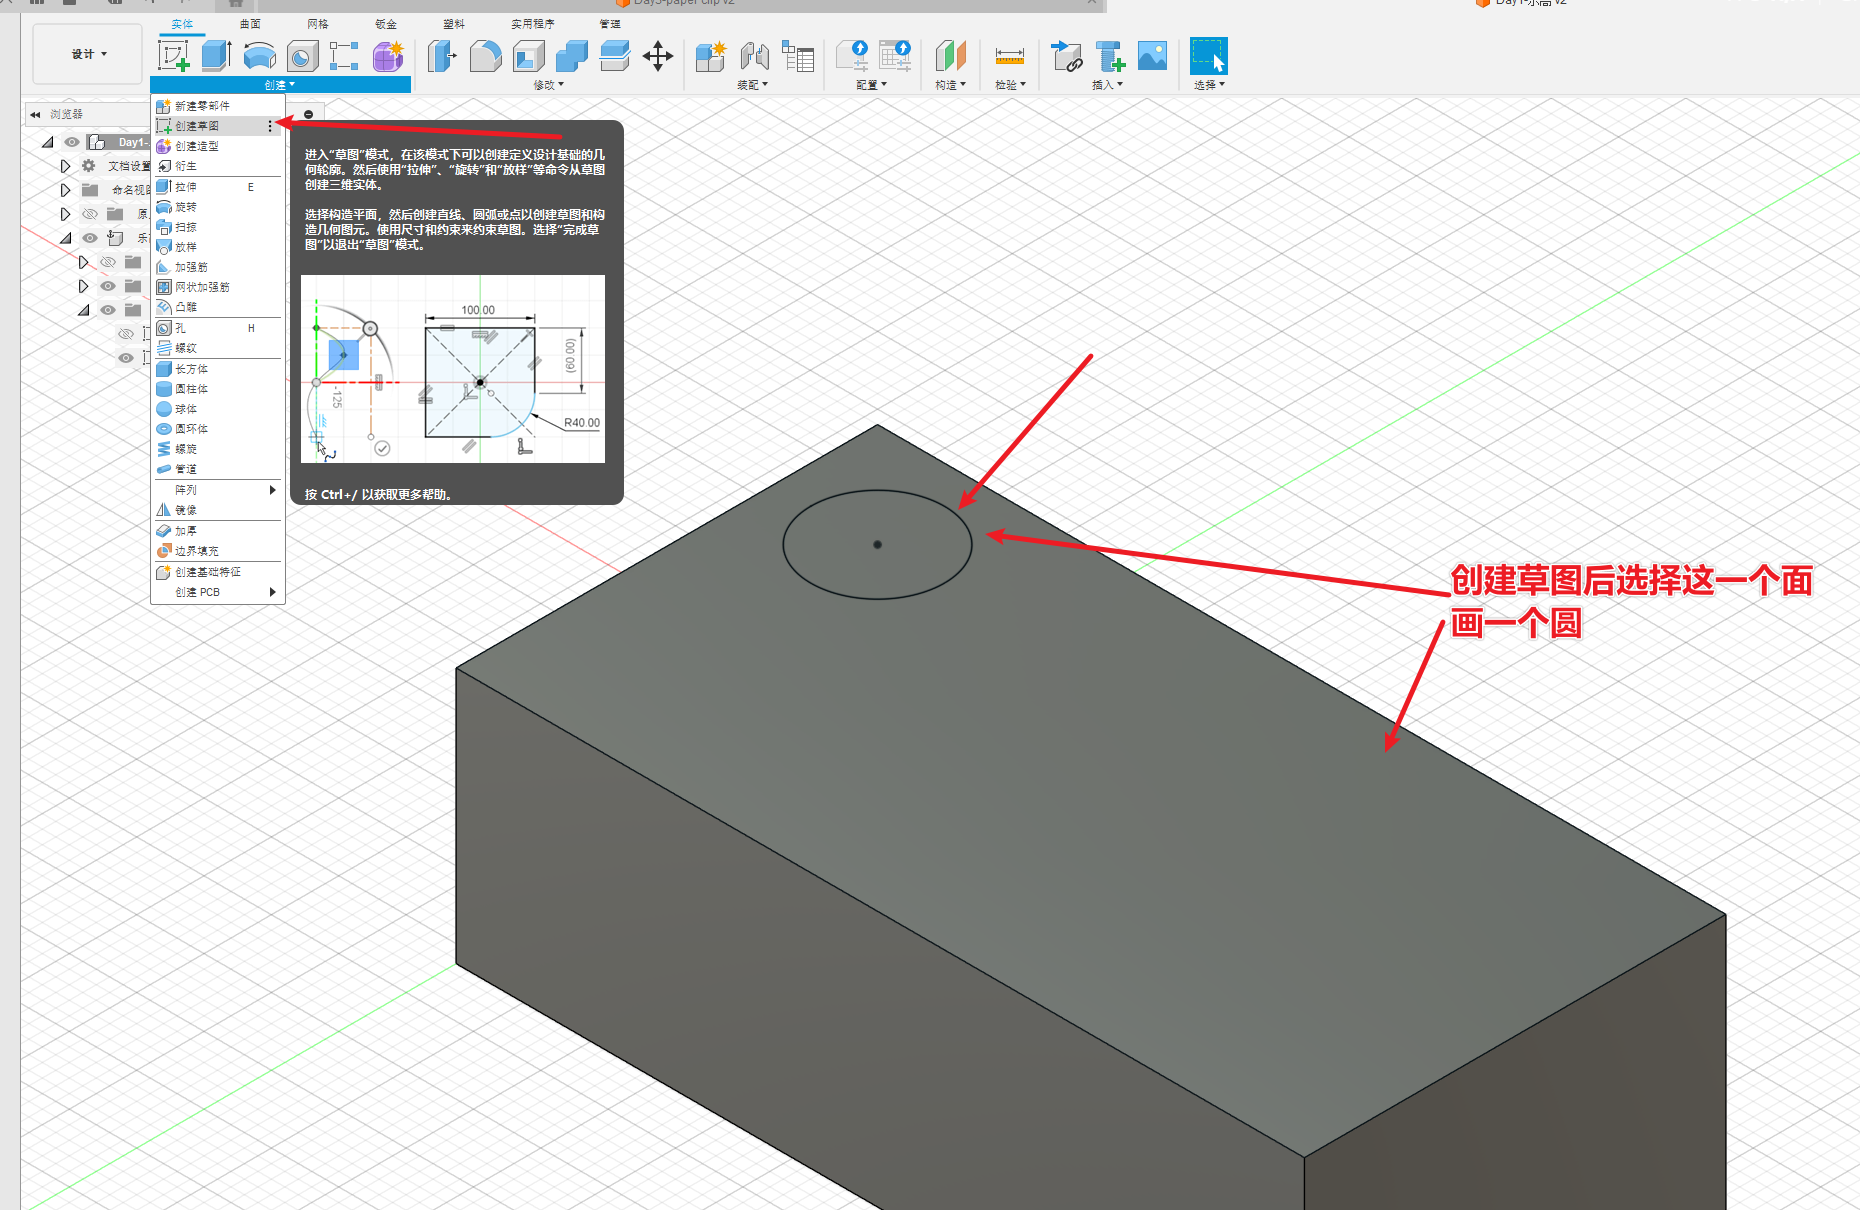 Day3-paper clip v2
Day1-乐高 v2
实体 曲面 网格 钣金 塑料 实用程序 管理
设计
创建 修改 装配 配置 构造 检验 插入 选择
浏览器
新建零部件
创建草图
创建造型
衍生
拉伸 E
旋转
扫掠
放样
加强筋
网状加强筋
凸雕
孔 H
螺纹
长方体
圆柱体
球体
圆环体
螺旋
管道
阵列
镜像
加厚
边界填充
创建基础特征
创建 PCB
Day1-
文档设置
命名视
原
乐
进入“草图”模式，在该模式下可以创建定义设计基础的几
何轮廓。然后使用“拉伸”、“旋转”和“放样”等命令从草图
创建三维实体。
选择构造平面，然后创建直线、圆弧或点以创建草图和构
造几何图元。使用尺寸和约束来约束草图。选择“完成草
图”以退出“草图”模式。
100.00
(60.00)
-125
R40.00
按 Ctrl+/ 以获取更多帮助。
创建草图后选择这一个面
画一个圆